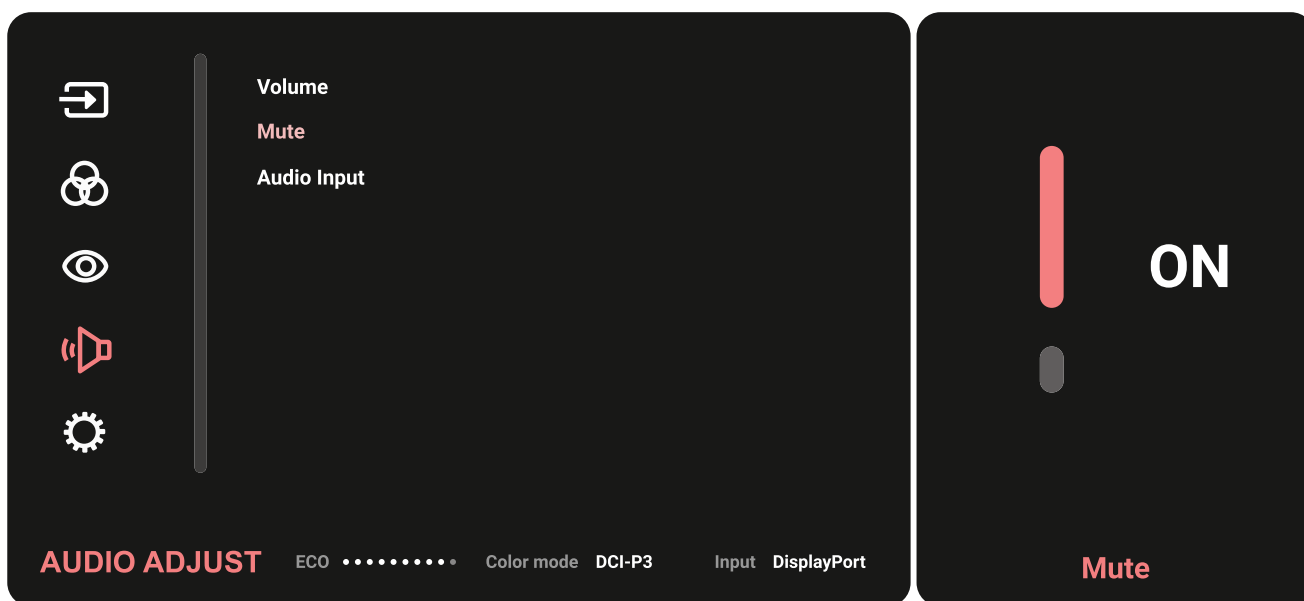 Volume
Mute
Audio Input
ON
AUDIO ADJUST ECO Color mode DCI-P3 Input DisplayPort
Mute